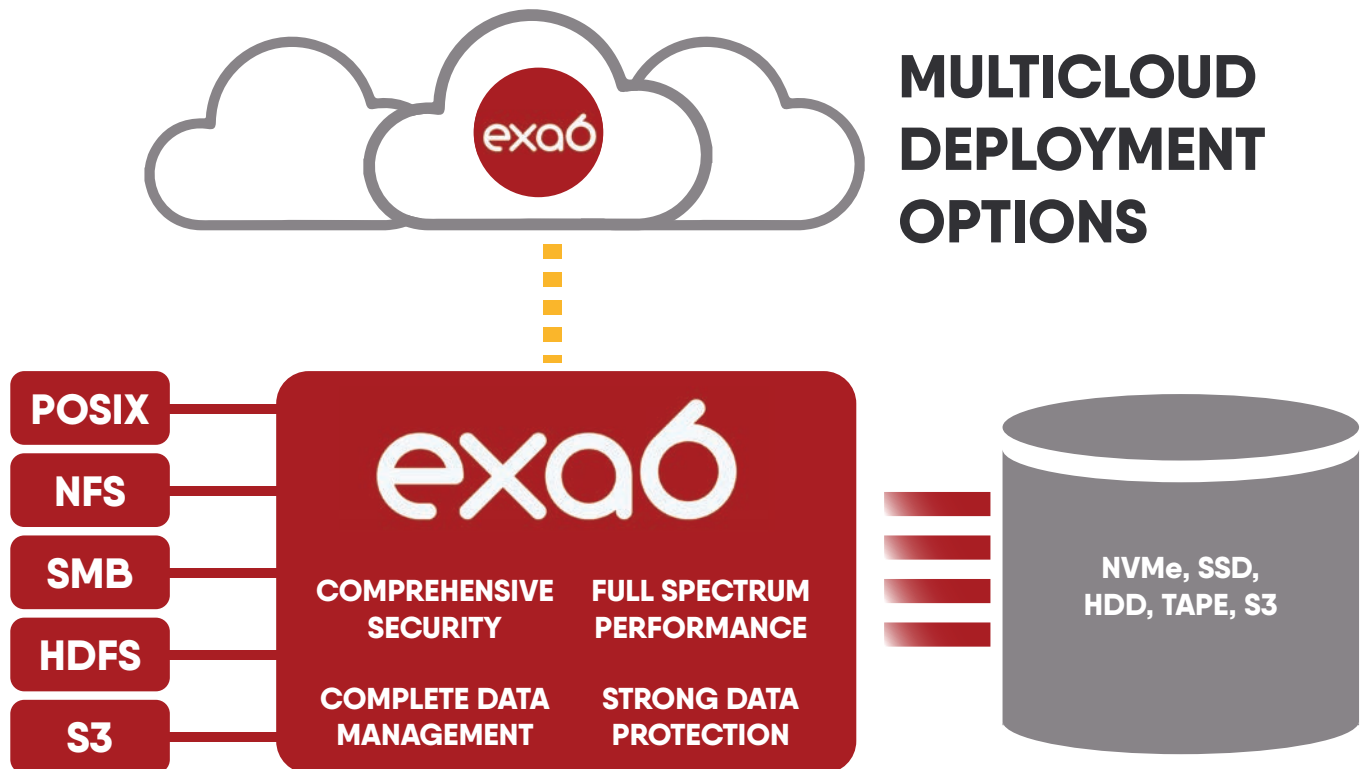 exa6
MULTICLOUD
DEPLOYMENT
OPTIONS
POSIX
NFS
SMB
HDFS
S3
exa6
COMPREHENSIVE
SECURITY
FULL SPECTRUM
PERFORMANCE
COMPLETE DATA
MANAGEMENT
STRONG DATA
PROTECTION
NVMe, SSD,
HDD, TAPE, S3